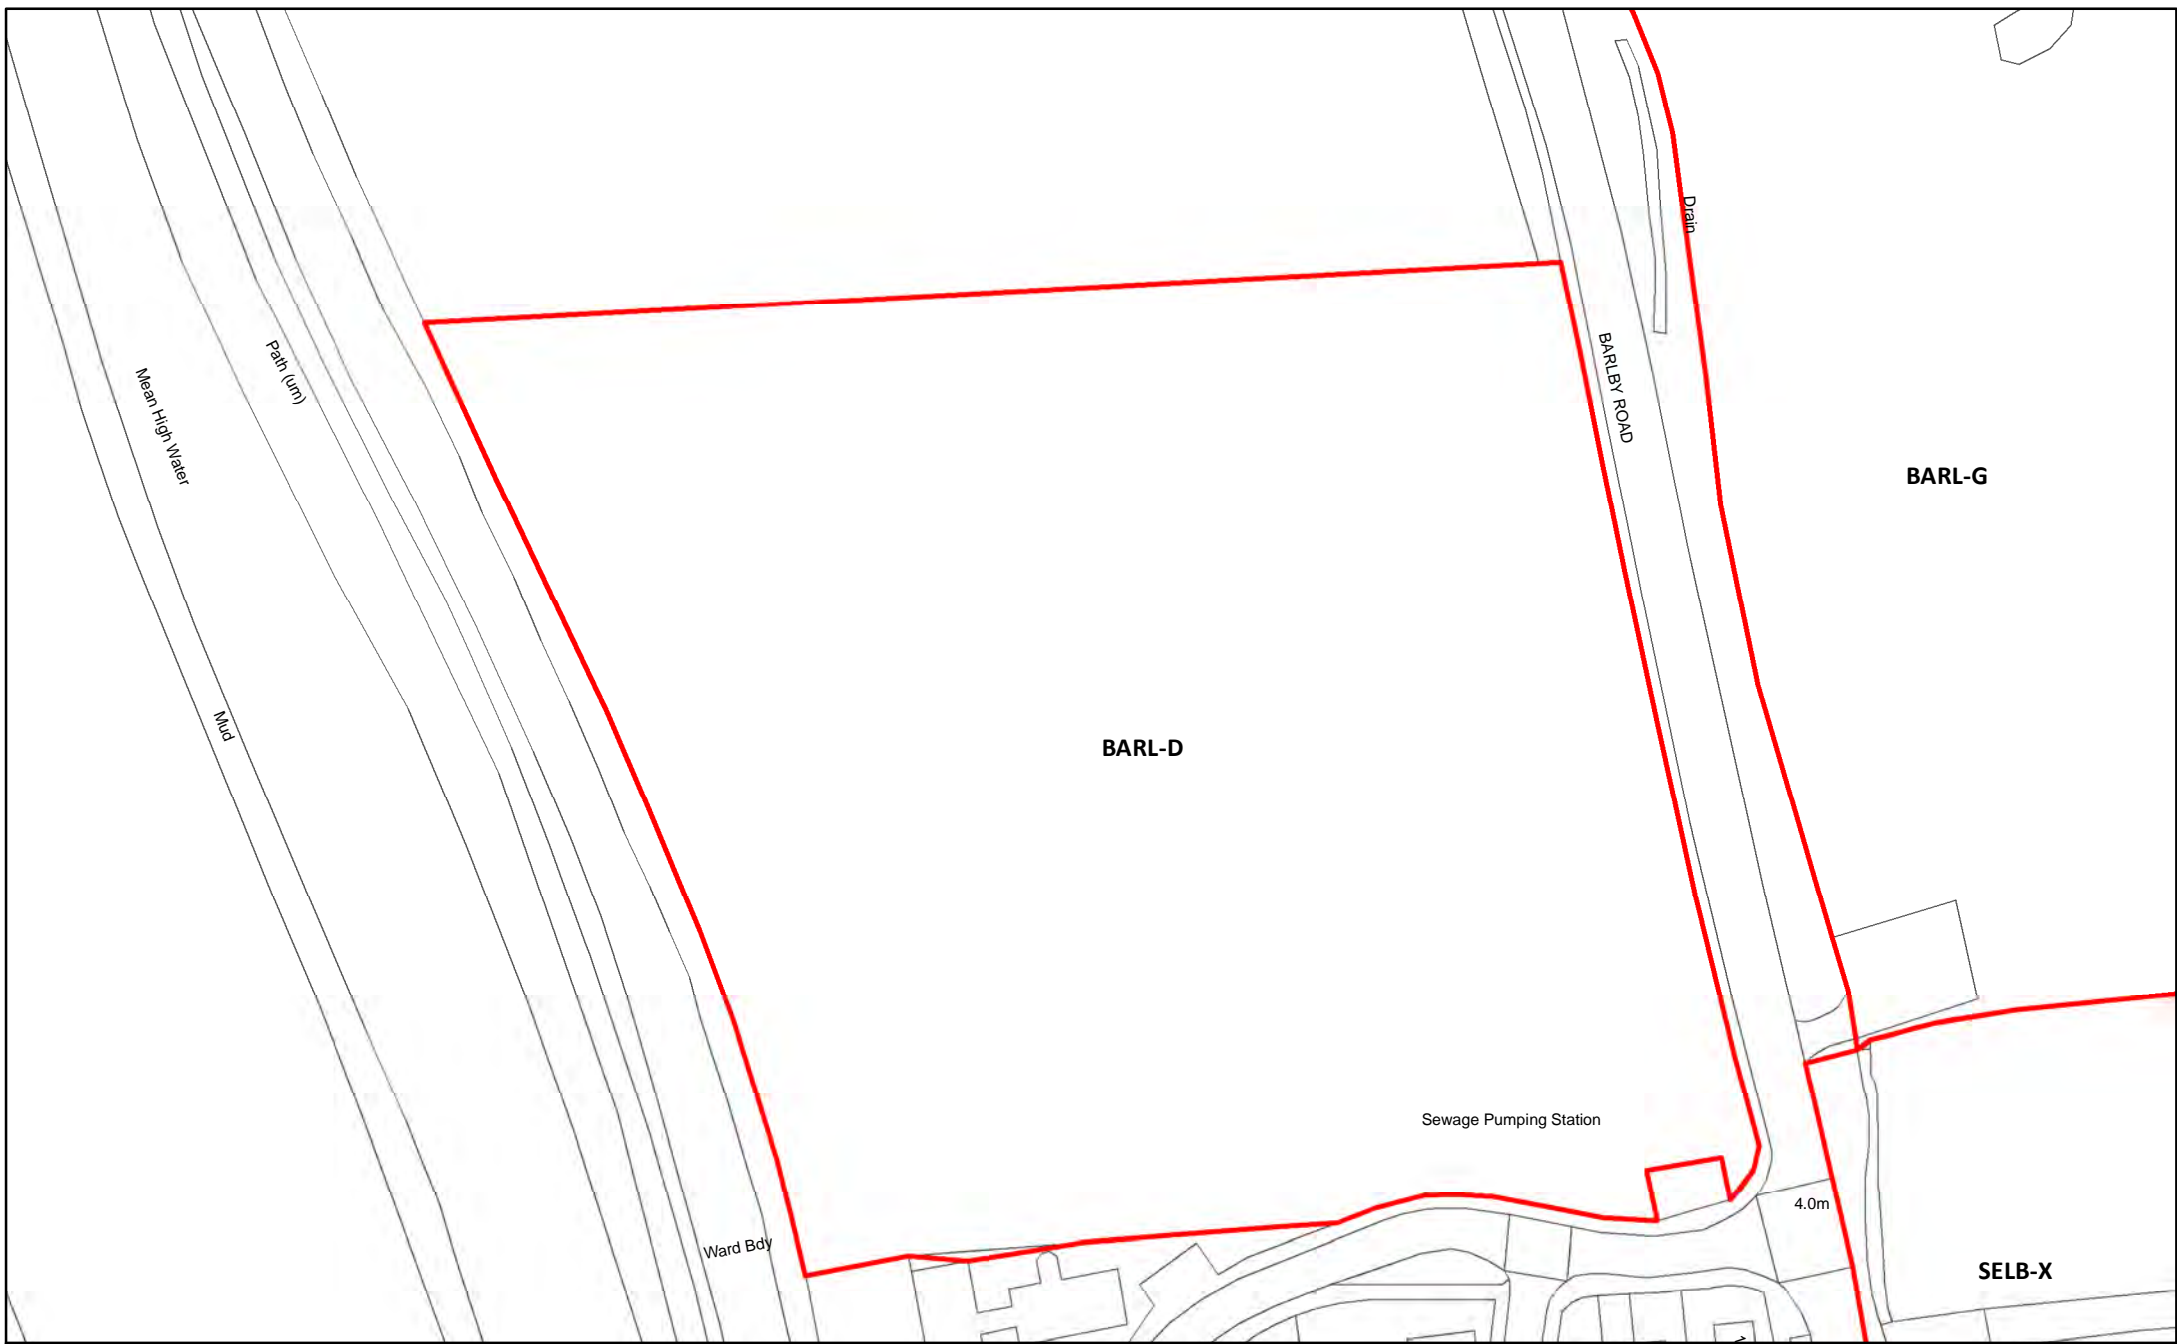 Drain
Path (um)
Mean High Water
BARLBY ROAD
BARL-G
Mud
BARL-D
Sewage Pumping Station
4.0m
Ward Bdy
SELB-X